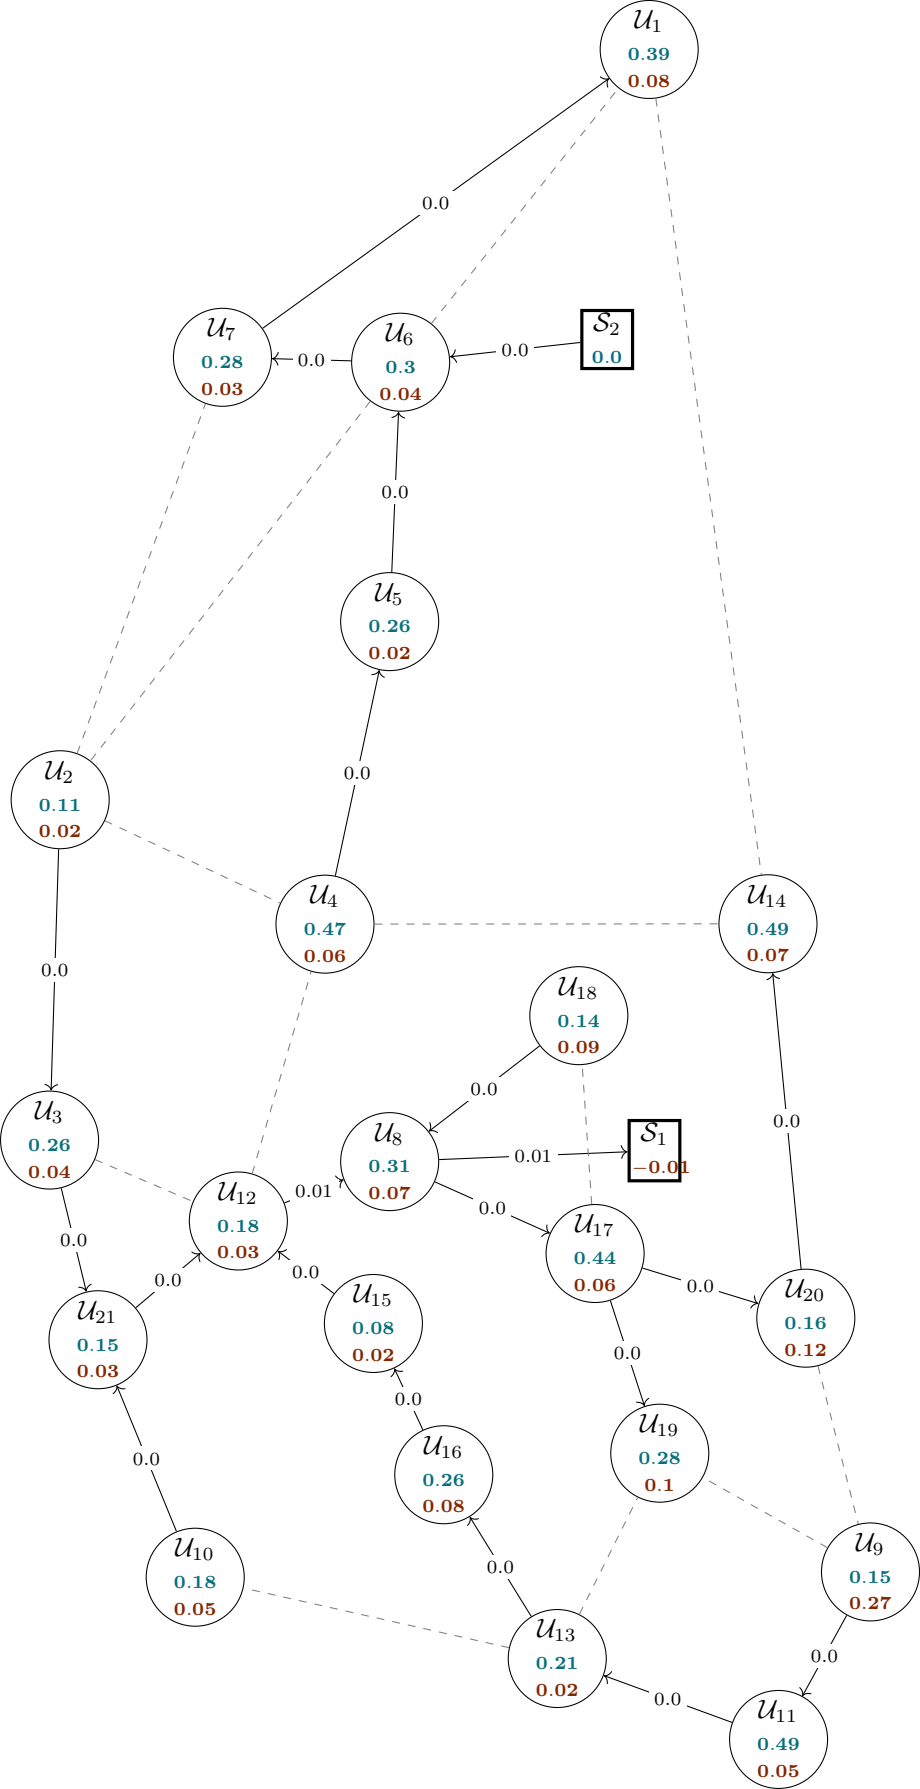 𝒰₁
0.39
0.08
0.0
𝒰₇
0.28
0.03
0.0
𝒰₆
0.3
0.04
0.0
𝒮₂
0.0
0.0
𝒰₅
0.26
0.02
0.0
𝒰₂
0.11
0.02
𝒰₄
0.47
0.06
𝒰₁₄
0.49
0.07
0.0
𝒰₁₈
0.14
0.09
0.0
𝒰₃
0.26
0.04
𝒰₈
0.31
0.07
0.01
𝒮₁
−0.01
0.0
𝒰₁₂
0.18
0.03
0.01
0.0
𝒰₁₇
0.44
0.06
0.0
0.0
0.0
𝒰₂₁
0.15
0.03
0.0
𝒰₁₅
0.08
0.02
0.0
𝒰₂₀
0.16
0.12
0.0
0.0
𝒰₁₆
0.26
0.08
𝒰₁₉
0.28
0.1
0.0
𝒰₁₀
0.18
0.05
0.0
𝒰₉
0.15
0.27
𝒰₁₃
0.21
0.02
0.0
0.0
𝒰₁₁
0.49
0.05